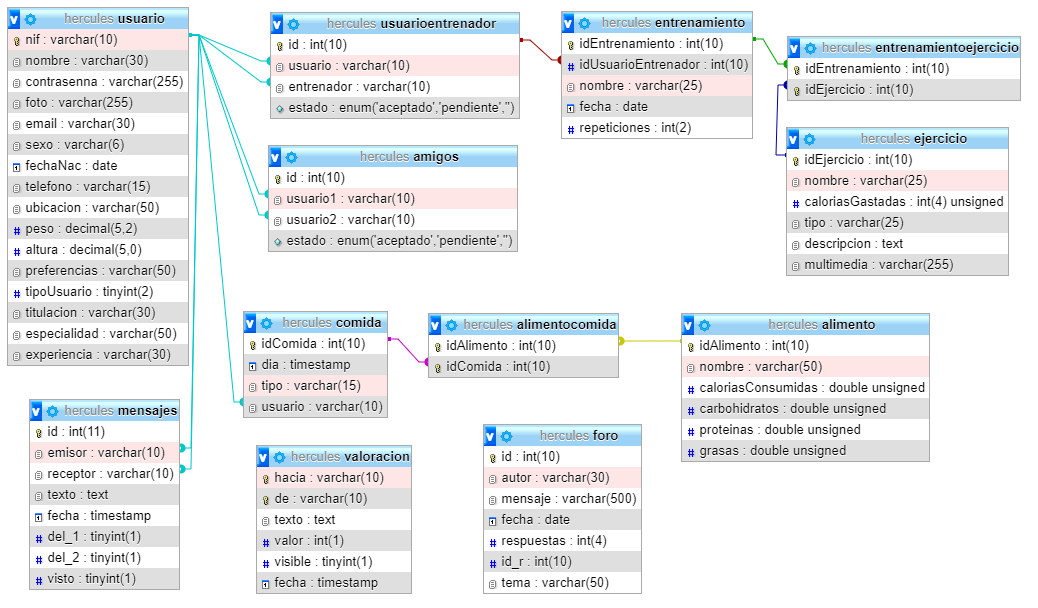 hercules usuario
nif : varchar(10)
nombre : varchar(30)
contrasenna : varchar(255)
foto : varchar(255)
email : varchar(30)
sexo : varchar(6)
fechaNac : date
telefono : varchar(15)
ubicacion : varchar(50)
peso : decimal(5,2)
altura : decimal(5,0)
preferencias : varchar(50)
tipoUsuario : tinyint(2)
titulacion : varchar(30)
especialidad : varchar(50)
experiencia : varchar(30)
hercules usuarioentrenador
id : int(10)
usuario : varchar(10)
entrenador : varchar(10)
estado : enum('aceptado','pendiente','')
hercules entrenamiento
idEntrenamiento : int(10)
idUsuarioEntrenador : int(10)
nombre : varchar(25)
fecha : date
repeticiones : int(2)
hercules entrenamientoejercicio
idEntrenamiento : int(10)
idEjercicio : int(10)
hercules ejercicio
idEjercicio : int(10)
nombre : varchar(25)
caloriasGastadas : int(4) unsigned
tipo : varchar(25)
descripcion : text
multimedia : varchar(255)
hercules amigos
id : int(10)
usuario1 : varchar(10)
usuario2 : varchar(10)
estado : enum('aceptado','pendiente','')
hercules comida
idComida : int(10)
dia : timestamp
tipo : varchar(15)
usuario : varchar(10)
hercules alimentocomida
idAlimento : int(10)
idComida : int(10)
hercules alimento
idAlimento : int(10)
nombre : varchar(50)
caloriasConsumidas : double unsigned
carbohidratos : double unsigned
proteinas : double unsigned
grasas : double unsigned
hercules mensajes
id : int(11)
emisor : varchar(10)
receptor : varchar(10)
texto : text
fecha : timestamp
del_1 : tinyint(1)
del_2 : tinyint(1)
visto : tinyint(1)
hercules valoracion
hacia : varchar(10)
de : varchar(10)
texto : text
valor : int(1)
visible : tinyint(1)
fecha : timestamp
hercules foro
id : int(10)
autor : varchar(30)
mensaje : varchar(500)
fecha : date
respuestas : int(4)
id_r : int(10)
tema : varchar(50)